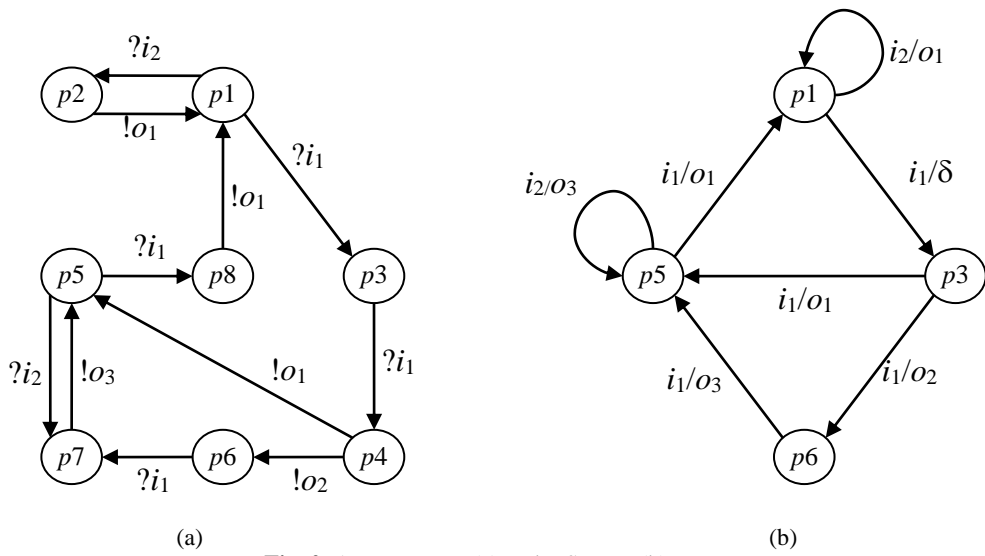 ?i₂
i₂/o₁
p2
p1
p1
!o₁
?i₁
i₁/o₁
i₁/δ
i₂/o₃
!o₁
?i₁
p5
p8
p3
p5
p3
i₁/o₁
?i₂
!o₃
!o₁
?i₁
i₁/o₃
i₁/o₂
p7
p6
p4
p6
?i₁
!o₂
(a)
(b)